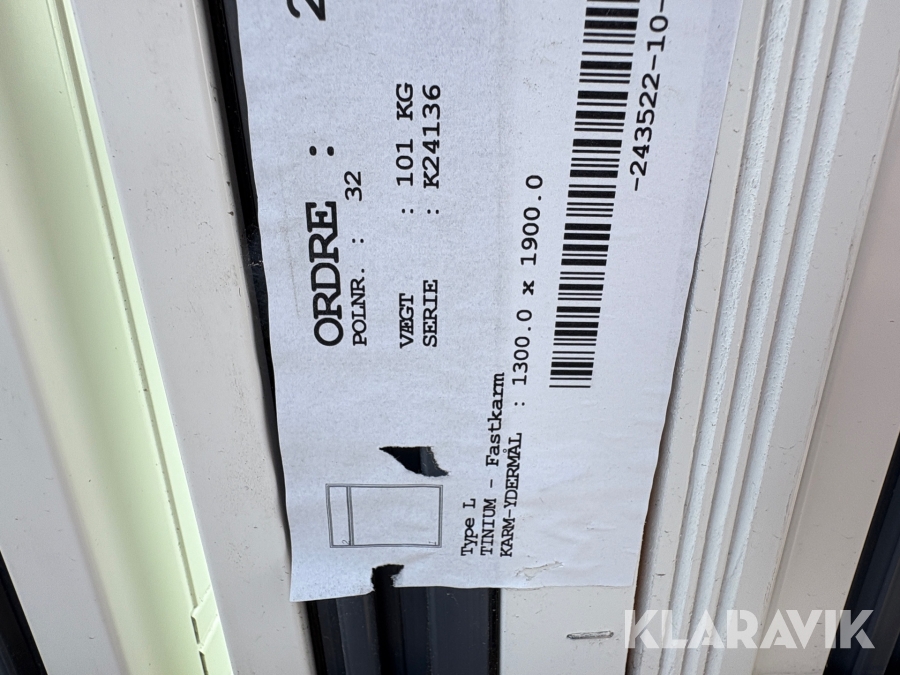 ORDRE : 2
POLNR. : 32
VÆGT : 101 KG
SERIE : K24136
Type L
TINIUM - Fastkarm
KARM-YDERMÅL : 1300.0 x 1900.0
-243522-10-
KLARAVIK